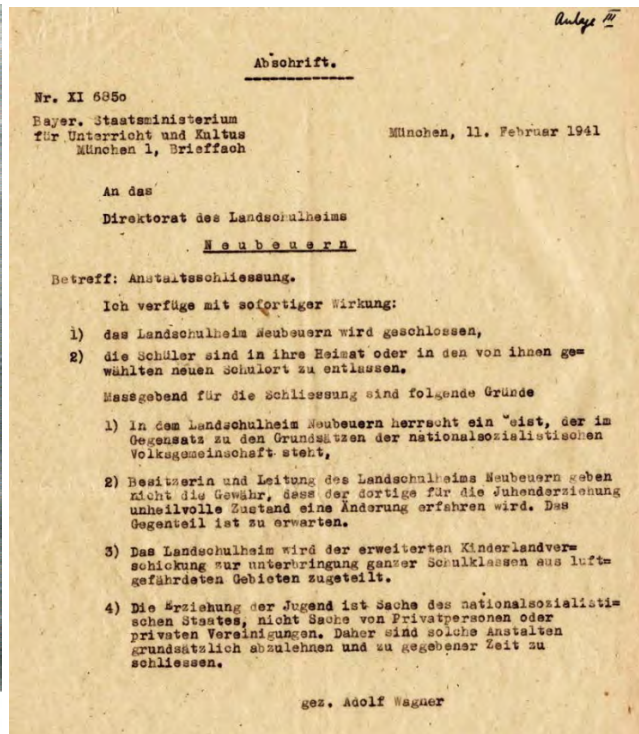 Anlage III
Abschrift.
Nr. XI 6850
Bayer. Staatsministerium
für Unterricht und Kultus
München 1, Brieffach
München, 11. Februar 1941
An das
Direktorat des Landschulheims
Neubeuern
Betreff: Anstaltsschliessung.
Ich verfüge mit sofortiger Wirkung:
1) das Landschulheim Neubeuern wird geschlossen,
2) die Schüler sind in ihre Heimat oder in den von ihnen ge=
wählten neuen Schulort zu entlassen.
Massgebend für die Schliessung sind folgende Gründe
1) In dem Landschulheim Neubeuern herrscht ein Geist, der im
Gegensatz zu den Grundsätzen der nationalsozialistischen
Volksgemeinschaft steht,
2) Besitzerin und Leitung des Landschulheims Neubeuern geben
nicht die Gewähr, dass der dortige für die Juhenderziehung
unheilvolle Zustand eine Änderung erfahren wird. Das
Gegenteil ist zu erwarten.
3) Das Landschulheim wird der erweiterten Kinderlandver=
schickung zur unterbringung ganzer Schulklassen aus luft=
gefährdeten Gebieten zugeteilt.
4) Die Erziehung der Jugend ist Sache des nationalsozialisti=
schen Staates, nicht Sache von Privatpersonen oder
privaten Vereinigungen. Daher sind solche Anstalten
grundsätzlich abzulehnen und zu gegebener Zeit zu
schliessen.
gez. Adolf Wagner